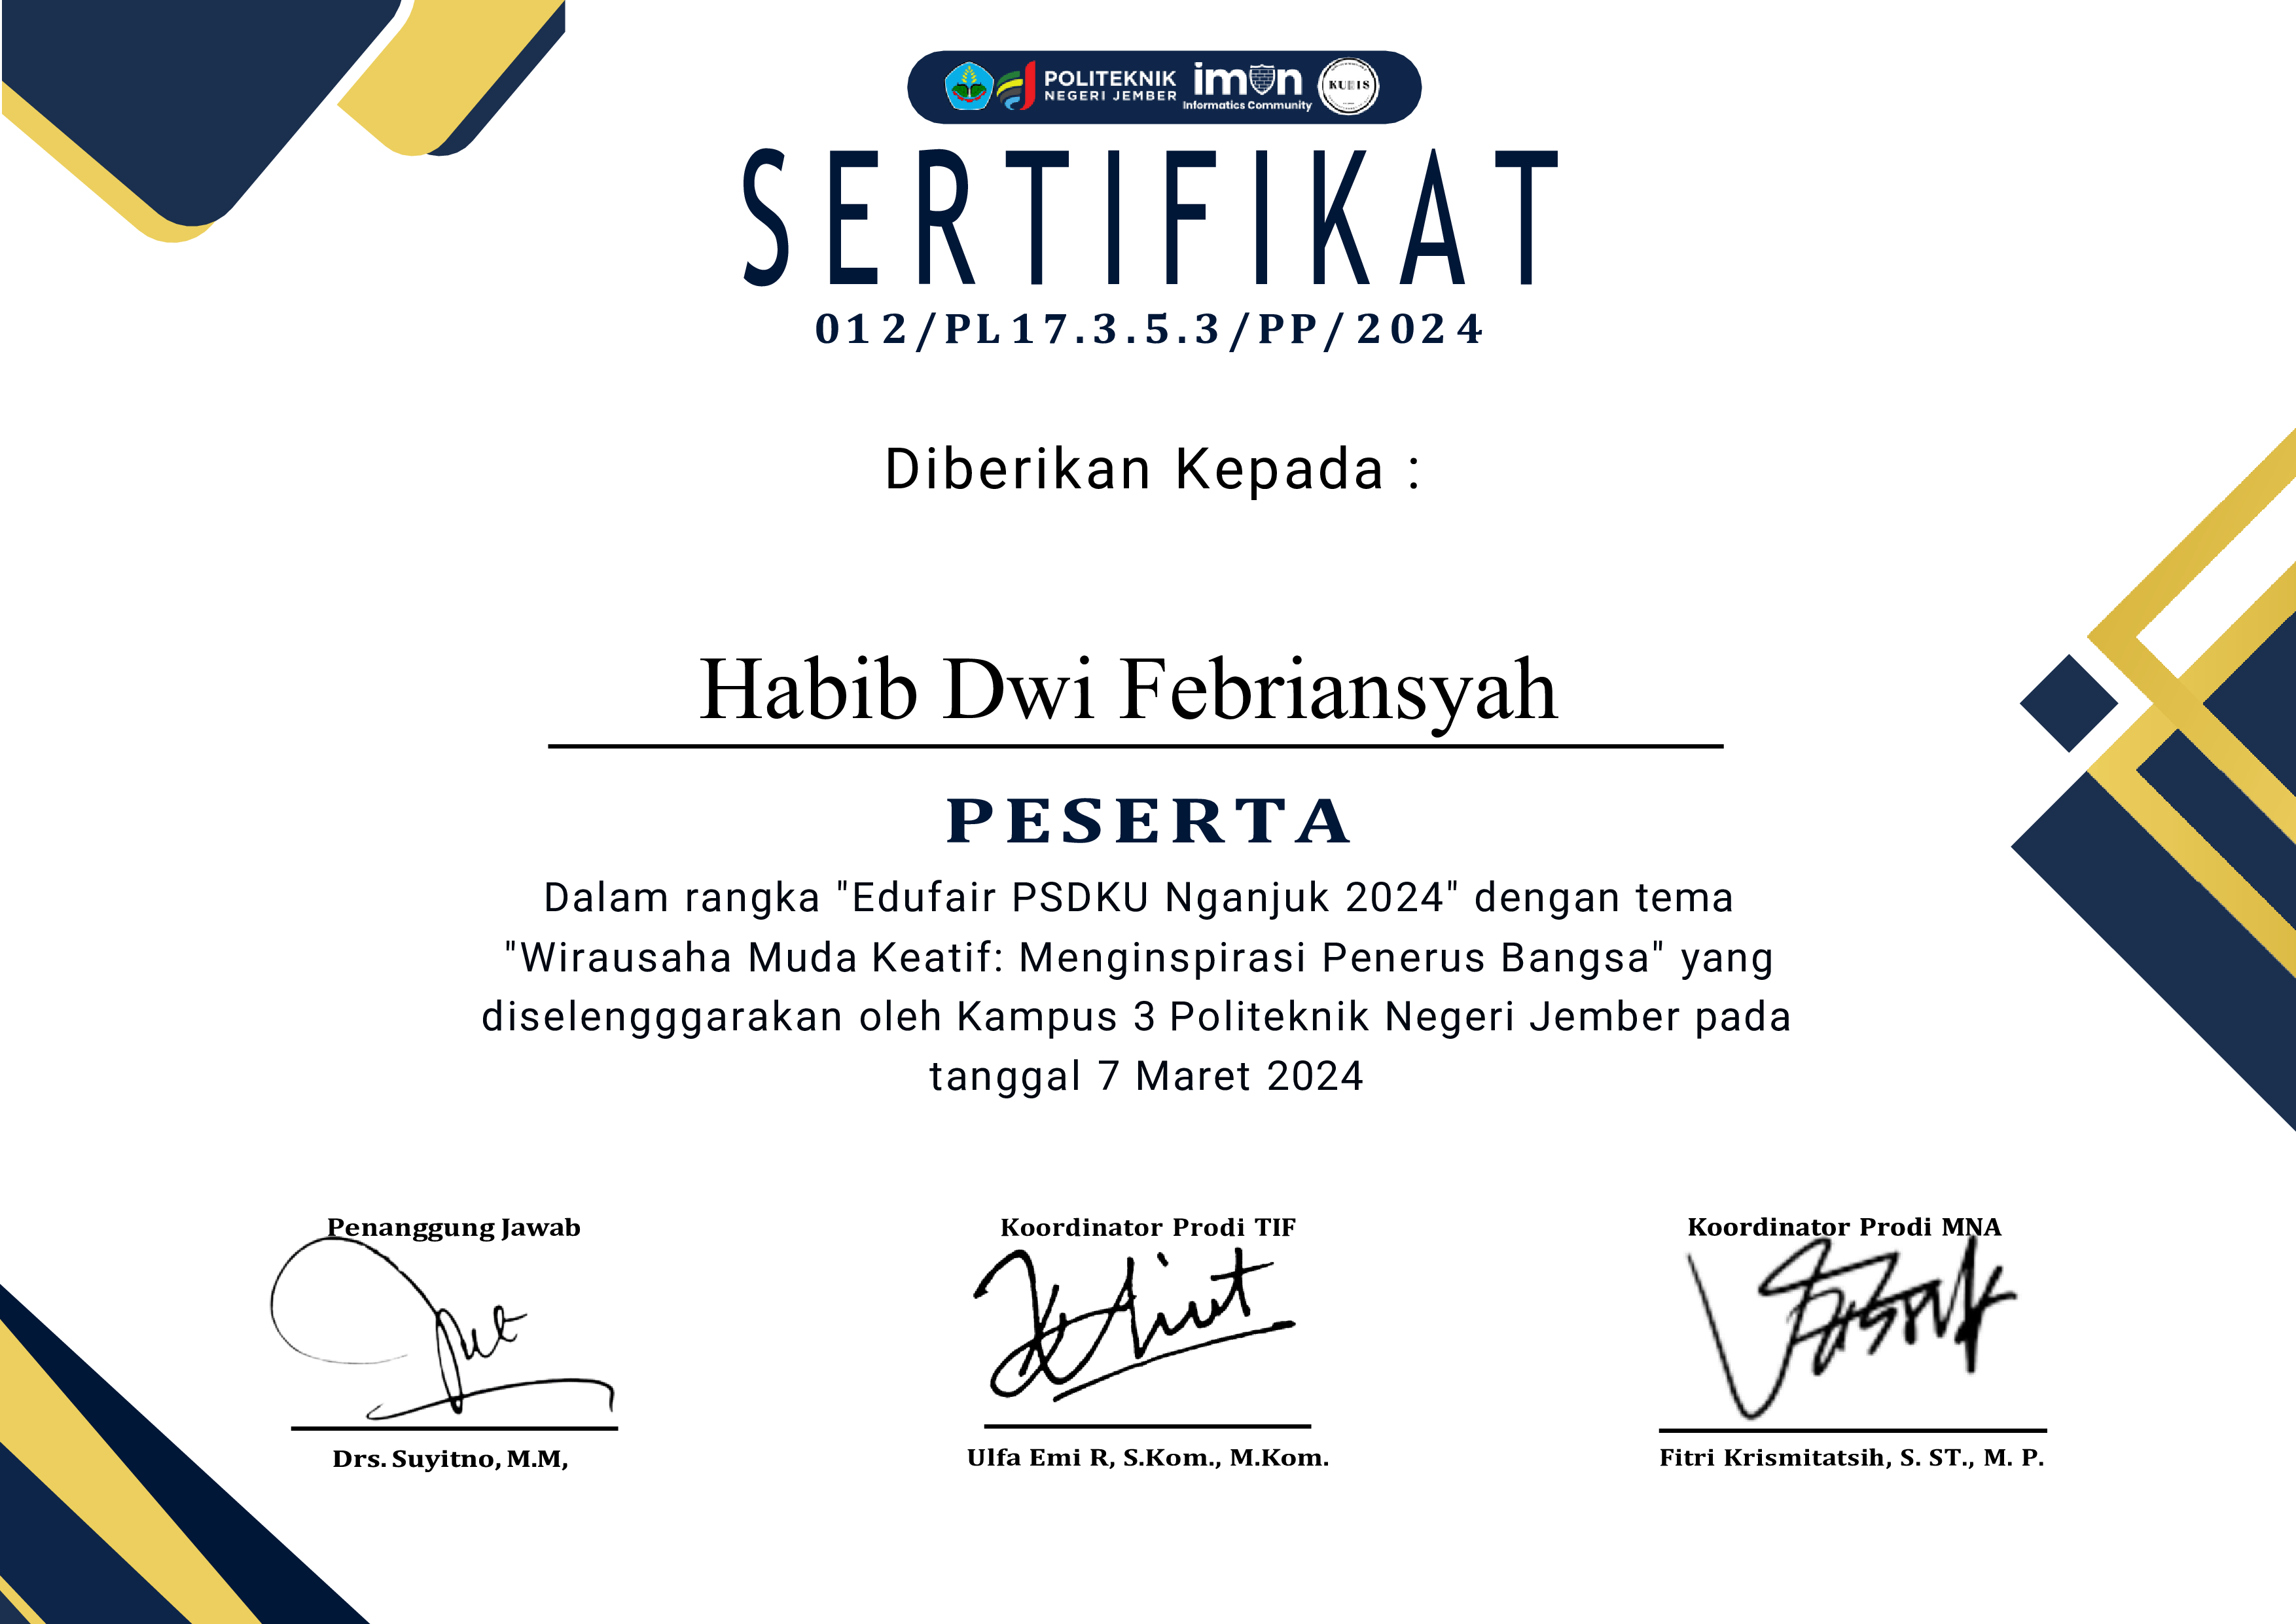 POLITEKNIK
NEGERI JEMBER
Informatics Community
SERTIFIKAT
012/PL17.3.5.3/PP/2024
Diberikan Kepada :
Habib Dwi Febriansyah
PESERTA
Dalam rangka "Edufair PSDKU Nganjuk 2024" dengan tema
"Wirausaha Muda Keatif: Menginspirasi Penerus Bangsa" yang
diselengggarakan oleh Kampus 3 Politeknik Negeri Jember pada
tanggal 7 Maret 2024
Penanggung Jawab
Koordinator Prodi TIF
Koordinator Prodi MNA
Drs. Suyitno, M.M,
Ulfa Emi R, S.Kom., M.Kom.
Fitri Krismitatsih, S. ST., M. P.